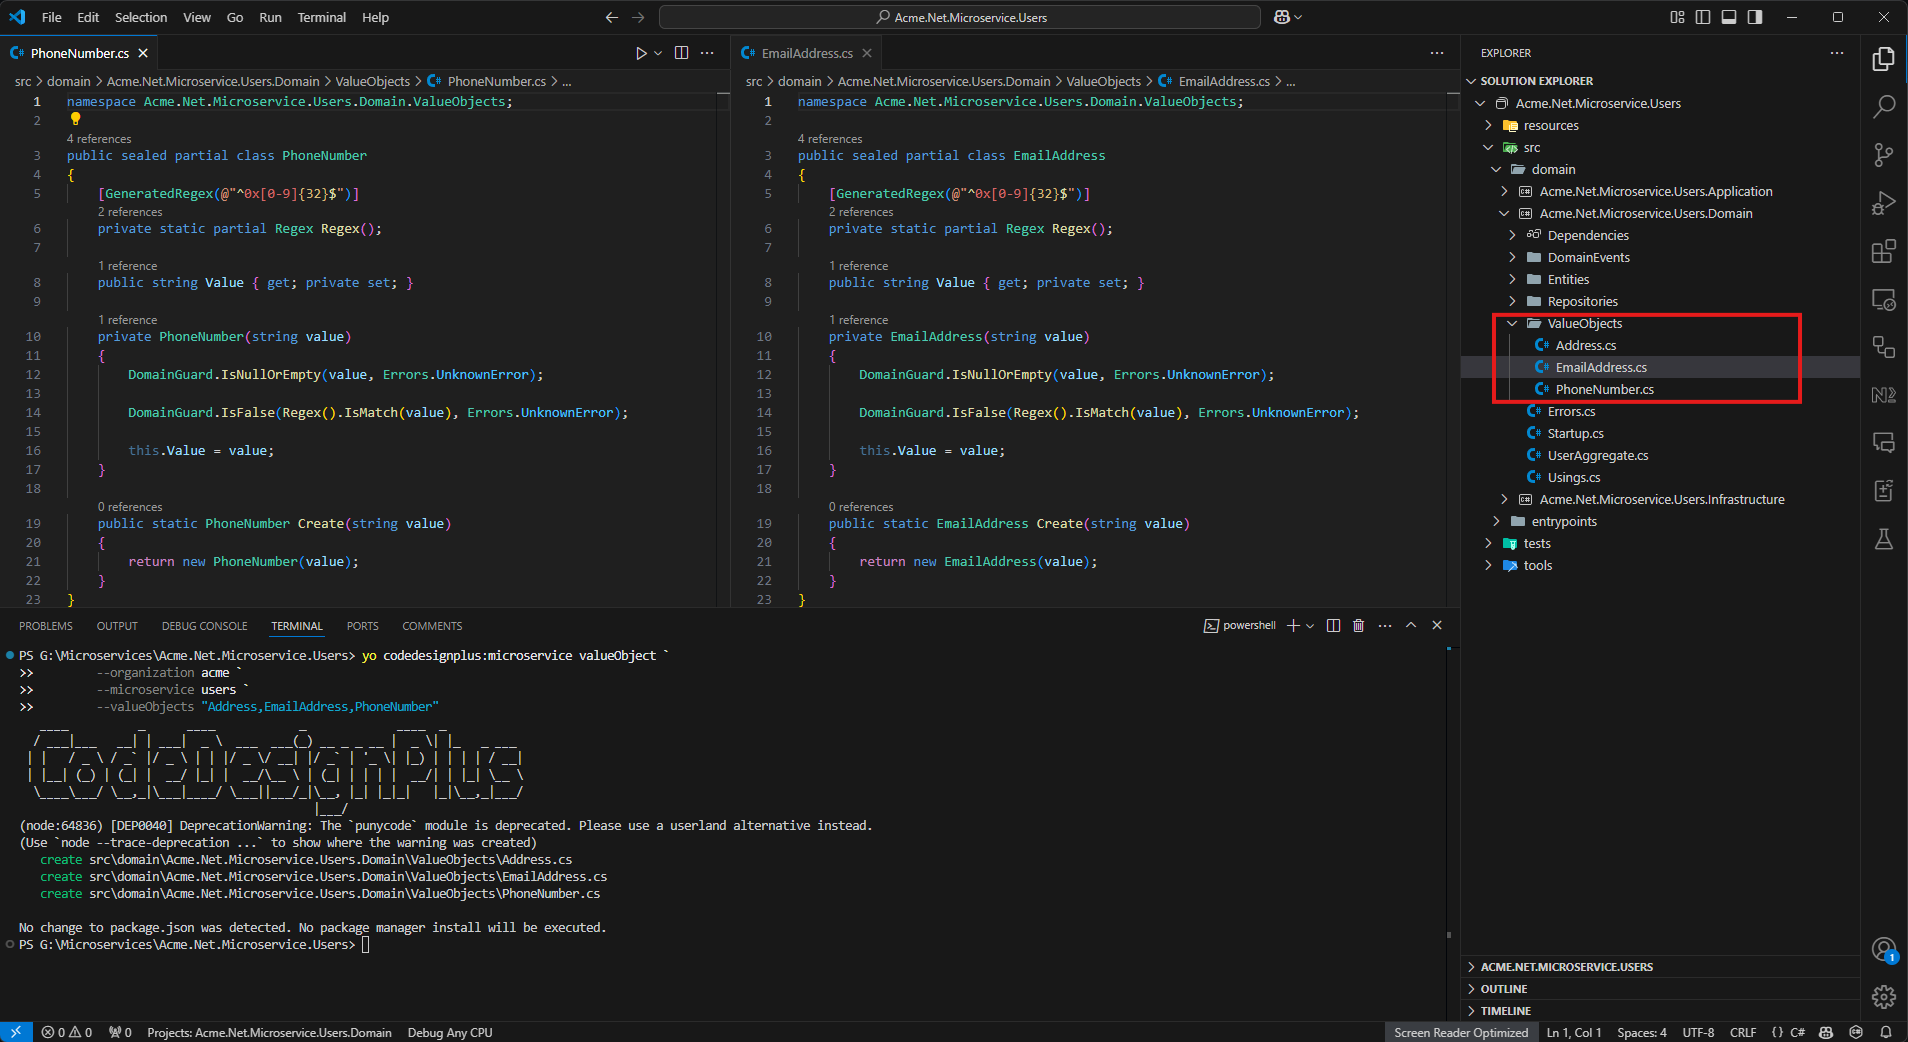 File Edit Selection View Go Run Terminal Help
Acme.Net.Microservice.Users
PhoneNumber.cs
src > domain > Acme.Net.Microservice.Users.Domain > ValueObjects > PhoneNumber.cs > ...
1 namespace Acme.Net.Microservice.Users.Domain.ValueObjects;
2
4 references
3 public sealed partial class PhoneNumber
4 {
5 [GeneratedRegex(@"^0x[0-9]{32}$")]
2 references
6 private static partial Regex Regex();
7
1 reference
8 public string Value { get; private set; }
9
1 reference
10 private PhoneNumber(string value)
11 {
12 DomainGuard.IsNullOrEmpty(value, Errors.UnknownError);
13
14 DomainGuard.IsFalse(Regex().IsMatch(value), Errors.UnknownError);
15
16 this.Value = value;
17 }
18
0 references
19 public static PhoneNumber Create(string value)
20 {
21 return new PhoneNumber(value);
22 }
23 }
EmailAddress.cs
src > domain > Acme.Net.Microservice.Users.Domain > ValueObjects > EmailAddress.cs > ...
1 namespace Acme.Net.Microservice.Users.Domain.ValueObjects;
2
4 references
3 public sealed partial class EmailAddress
4 {
5 [GeneratedRegex(@"^0x[0-9]{32}$")]
2 references
6 private static partial Regex Regex();
7
1 reference
8 public string Value { get; private set; }
9
1 reference
10 private EmailAddress(string value)
11 {
12 DomainGuard.IsNullOrEmpty(value, Errors.UnknownError);
13
14 DomainGuard.IsFalse(Regex().IsMatch(value), Errors.UnknownError);
15
16 this.Value = value;
17 }
18
0 references
19 public static EmailAddress Create(string value)
20 {
21 return new EmailAddress(value);
22 }
23 }
EXPLORER
SOLUTION EXPLORER
Acme.Net.Microservice.Users
resources
src
domain
Acme.Net.Microservice.Users.Application
Acme.Net.Microservice.Users.Domain
Dependencies
DomainEvents
Entities
Repositories
ValueObjects
Address.cs
EmailAddress.cs
PhoneNumber.cs
Errors.cs
Startup.cs
UserAggregate.cs
Usings.cs
Acme.Net.Microservice.Users.Infrastructure
entrypoints
tests
tools
ACME.NET.MICROSERVICE.USERS
OUTLINE
TIMELINE
1
PROBLEMS OUTPUT DEBUG CONSOLE TERMINAL PORTS COMMENTS
powershell
PS G:\Microservices\Acme.Net.Microservice.Users> yo codedesignplus:microservice valueObject `
>> --organization acme `
>> --microservice users `
>> --valueObjects "Address,EmailAddress,PhoneNumber"
CodeDesignPlus
(node:64836) [DEP0040] DeprecationWarning: The `punycode` module is deprecated. Please use a userland alternative instead.
(Use `node --trace-deprecation ...` to show where the warning was created)
create src\domain\Acme.Net.Microservice.Users.Domain\ValueObjects\Address.cs
create src\domain\Acme.Net.Microservice.Users.Domain\ValueObjects\EmailAddress.cs
create src\domain\Acme.Net.Microservice.Users.Domain\ValueObjects\PhoneNumber.cs
No change to package.json was detected. No package manager install will be executed.
PS G:\Microservices\Acme.Net.Microservice.Users>
0 0 0 Projects: Acme.Net.Microservice.Users.Domain Debug Any CPU Screen Reader Optimized Ln 1, Col 1 Spaces: 4 UTF-8 CRLF {} C#